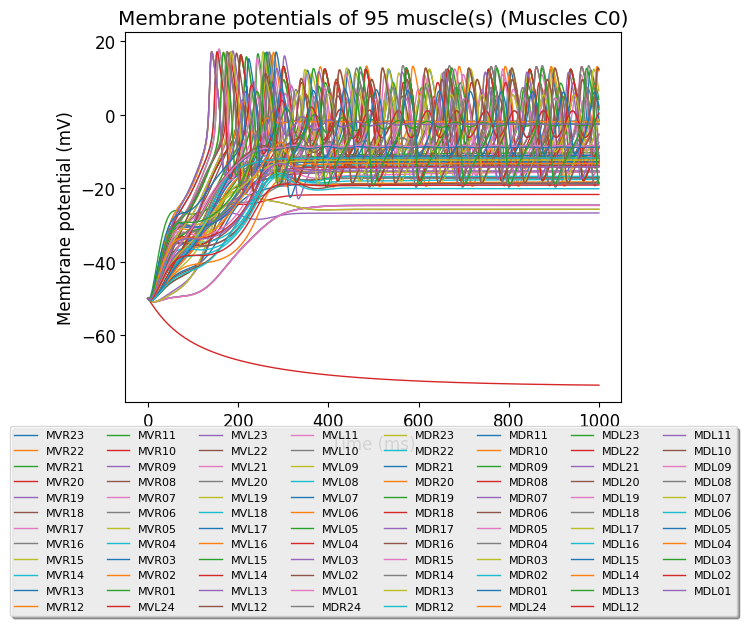 Membrane potentials of 95 muscle(s) (Muscles C0)
20
0
−20
−40
−60
Membrane potential (mV)
0 200 400 600 800 1000
Time (ms)
MVR23 MVR11 MVL23 MVL11 MDR23 MDR11 MDL23 MDL11
MVR22 MVR10 MVL22 MVL10 MDR22 MDR10 MDL22 MDL10
MVR21 MVR09 MVL21 MVL09 MDR21 MDR09 MDL21 MDL09
MVR20 MVR08 MVL20 MVL08 MDR20 MDR08 MDL20 MDL08
MVR19 MVR07 MVL19 MVL07 MDR19 MDR07 MDL19 MDL07
MVR18 MVR06 MVL18 MVL06 MDR18 MDR06 MDL18 MDL06
MVR17 MVR05 MVL17 MVL05 MDR17 MDR05 MDL17 MDL05
MVR16 MVR04 MVL16 MVL04 MDR16 MDR04 MDL16 MDL04
MVR15 MVR03 MVL15 MVL03 MDR15 MDR03 MDL15 MDL03
MVR14 MVR02 MVL14 MVL02 MDR14 MDR02 MDL14 MDL02
MVR13 MVR01 MVL13 MVL01 MDR13 MDR01 MDL13 MDL01
MVR12 MVL24 MVL12 MDR24 MDR12 MDL24 MDL12